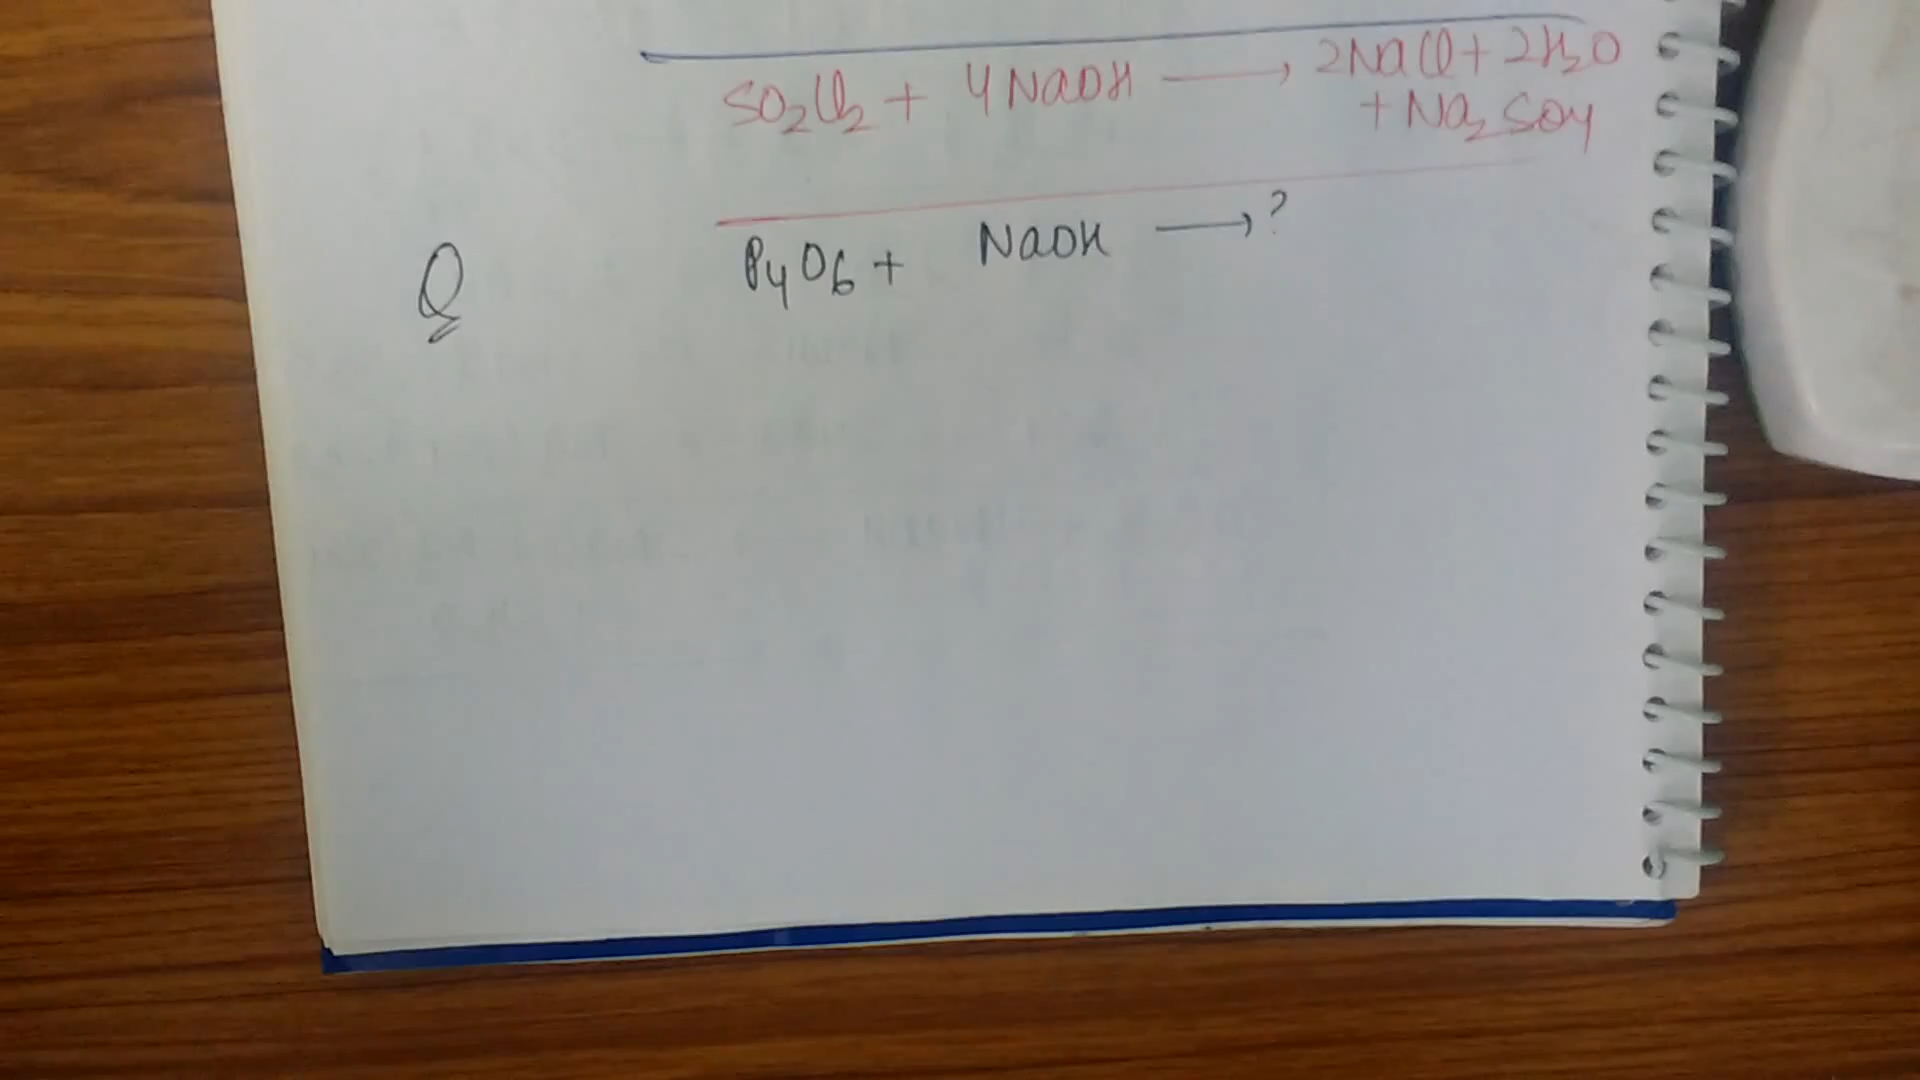 SO₂Cl₂ + 4NaOH ⟶ 2NaCl + 2H₂O
+ Na₂SO₄
Q P₄O₆ + NaOH ⟶ ?